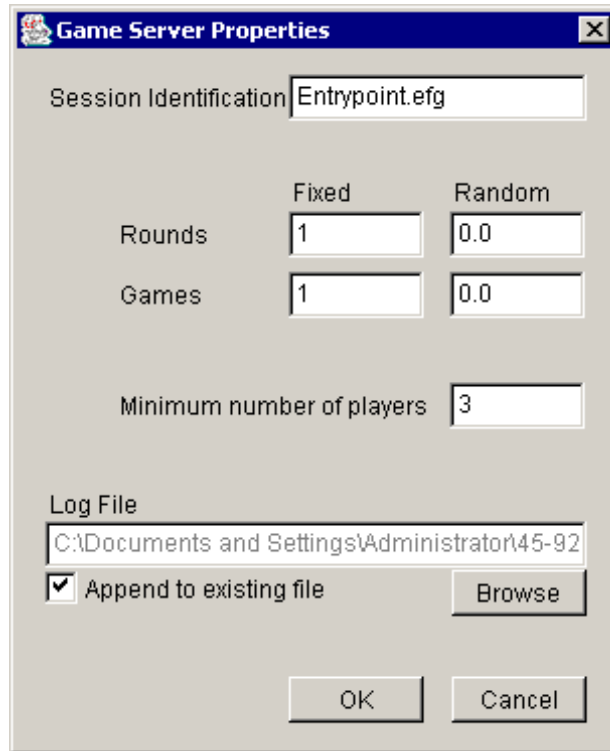 Game Server Properties
Session Identification Entrypoint.efg
Fixed Random
Rounds 1 0.0
Games 1 0.0
Minimum number of players 3
Log File
C:\Documents and Settings\Administrator\45-92
Append to existing file Browse
OK Cancel